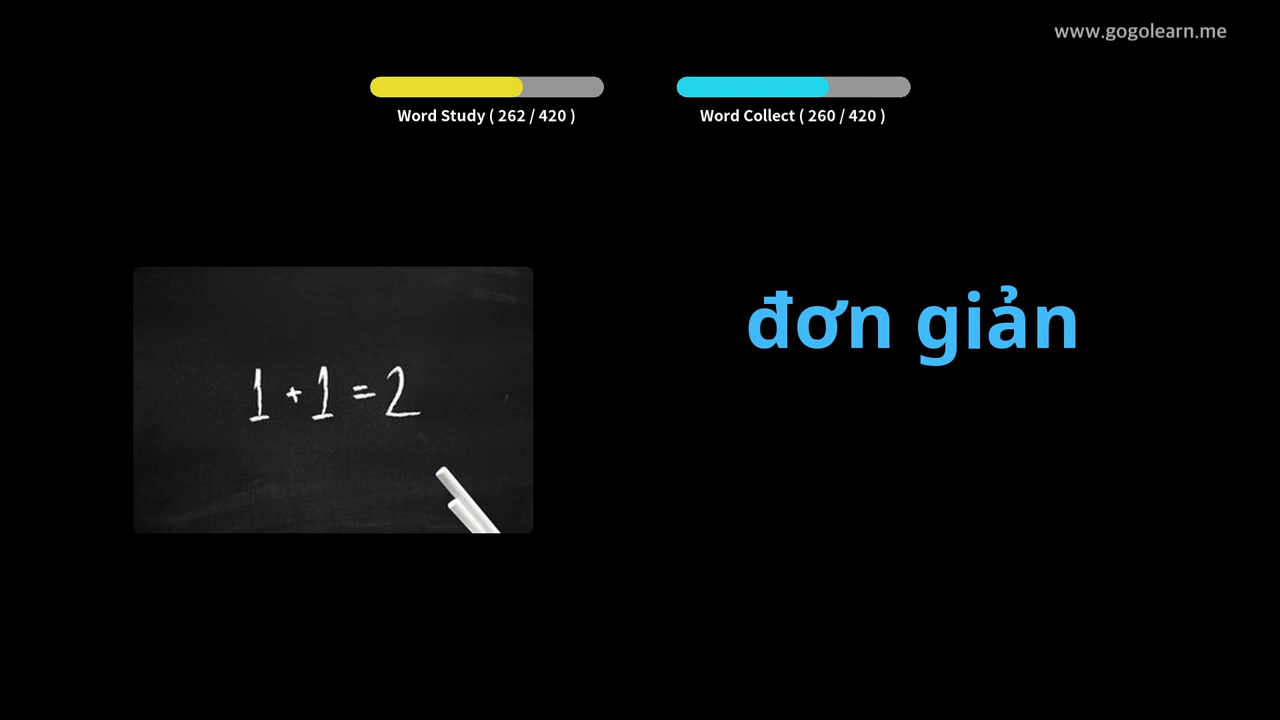 www.gogolearn.me
Word Study ( 262 / 420 )
Word Collect ( 260 / 420 )
đơn giản
1 + 1 = 2